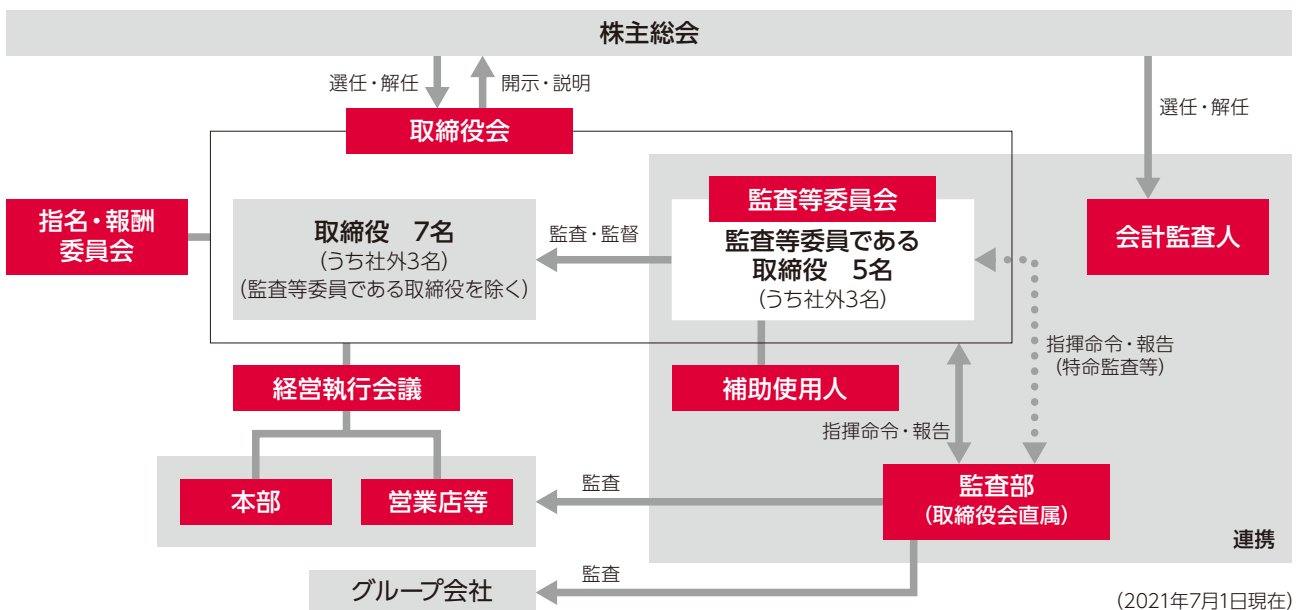 株主総会
選任・解任
開示・説明
選任・解任
取締役会
指名・報酬
委員会
取締役 7名
(うち社外3名)
(監査等委員である取締役を除く)
監査・監督
監査等委員会
監査等委員である
取締役 5名
(うち社外3名)
会計監査人
経営執行会議
補助使用人
指揮命令・報告
(特命監査等)
指揮命令・報告
本部
営業店等
監査
監査部
(取締役会直属)
連携
グループ会社
監査
(2021年7月1日現在)